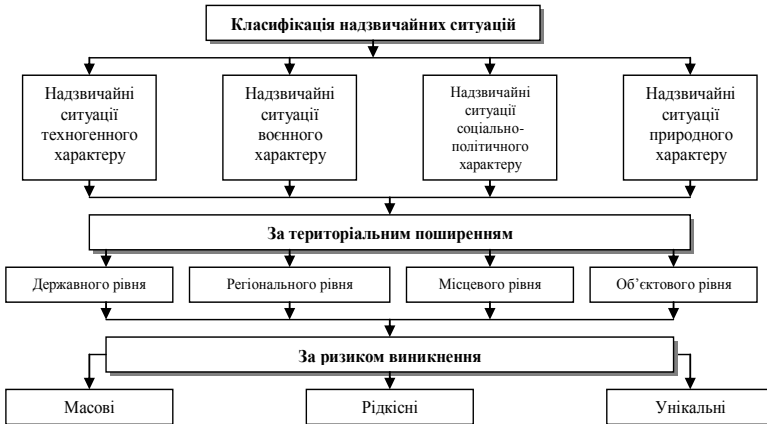 Класифікація надзвичайних ситуацій
Надзвичайні
ситуації
техногенного
характеру
Надзвичайні
ситуації
воєнного
характеру
Надзвичайні
ситуації
соціально-
політичного
характеру
Надзвичайні
ситуації
природного
характеру
За територіальним поширенням
Державного рівня
Регіонального рівня
Місцевого рівня
Об’єктового рівня
За ризиком виникнення
Масові
Рідкісні
Унікальні